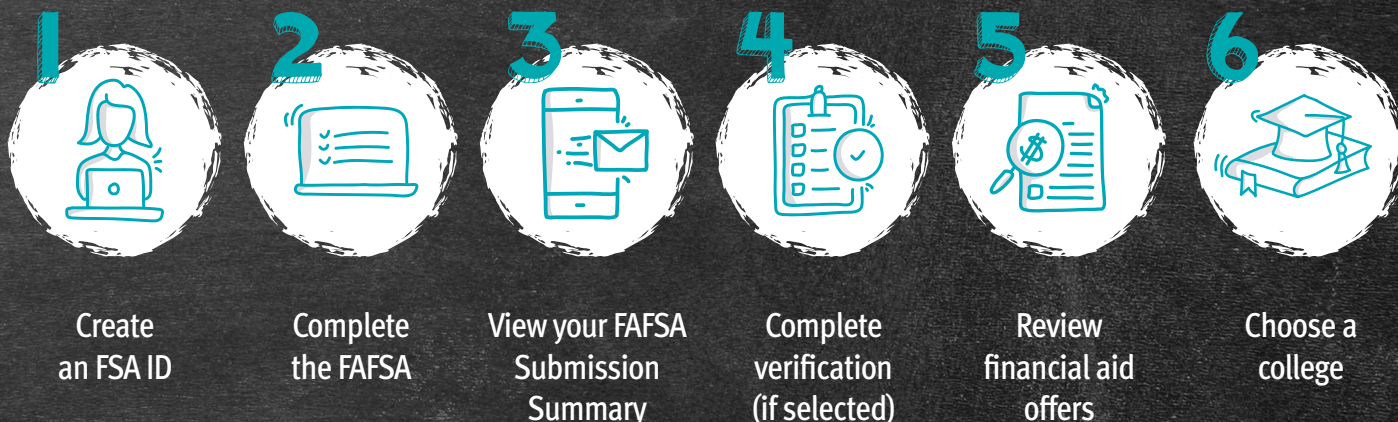 1
2
3
4
5
6
$
Create
an FSA ID
Complete
the FAFSA
View your FAFSA
Submission
Summary
Complete
verification
(if selected)
Review
financial aid
offers
Choose a
college